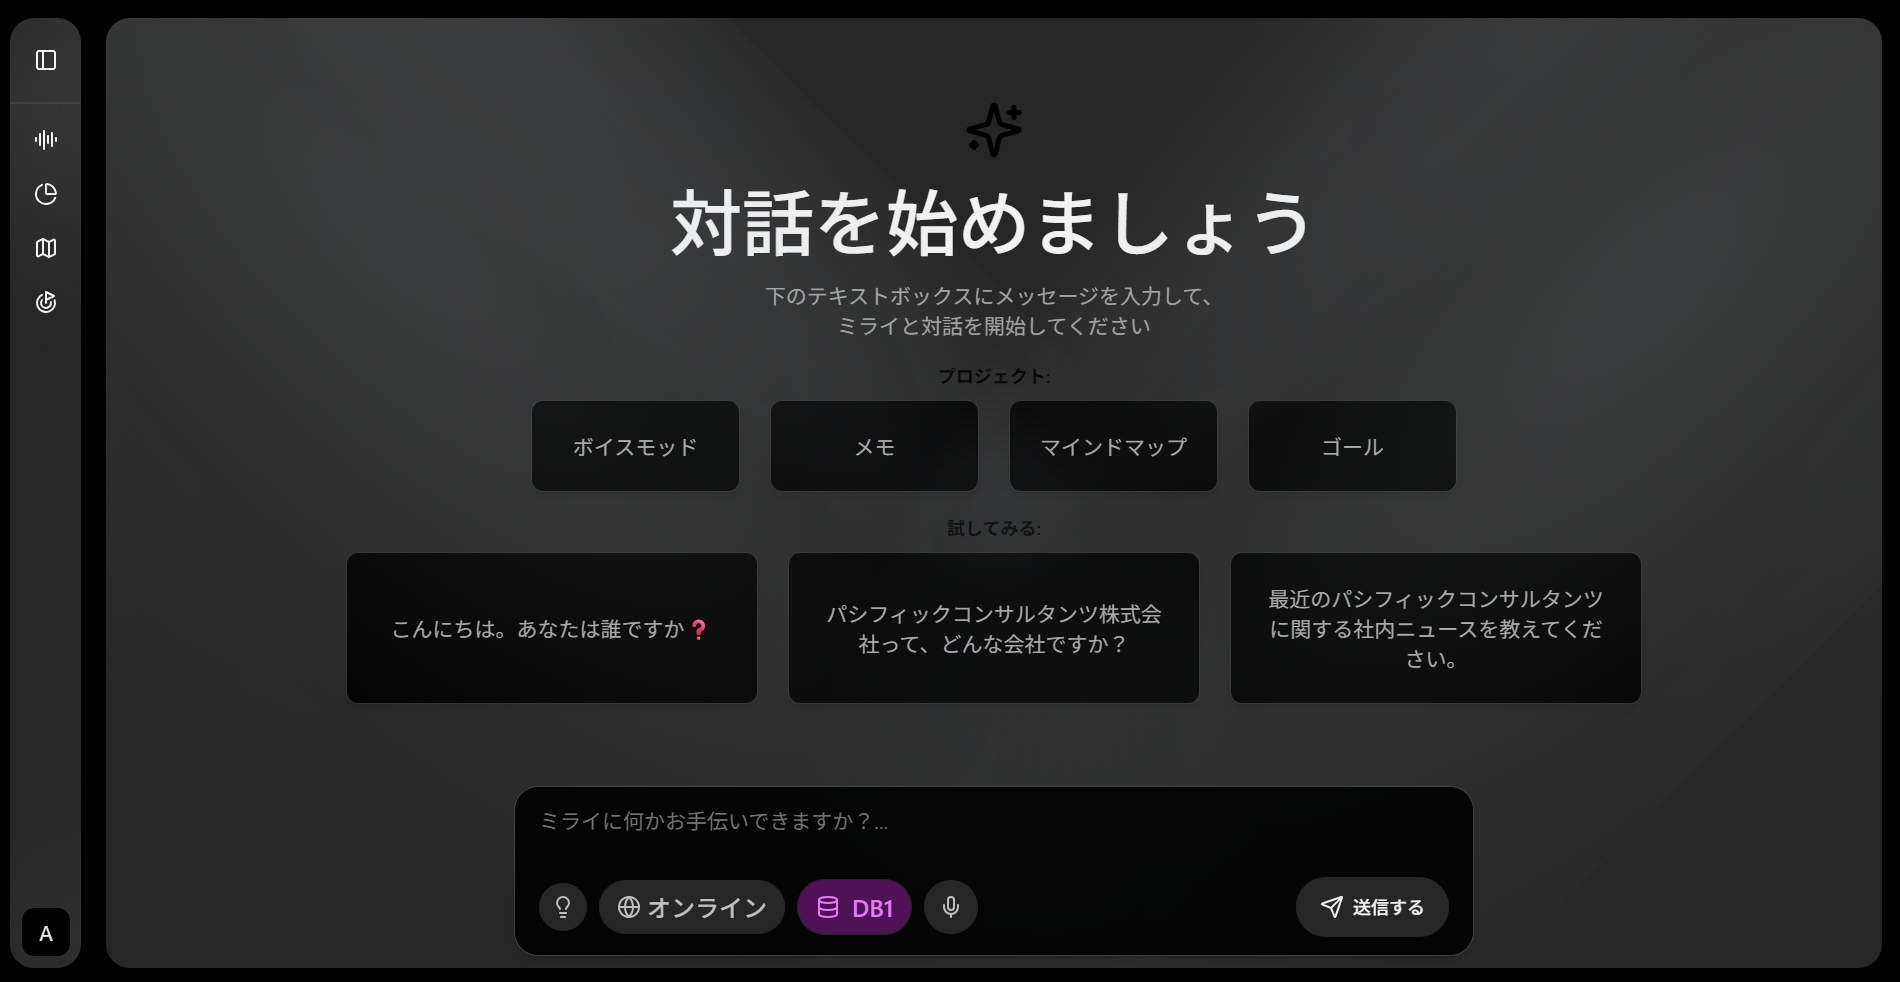 対話を始めましょう
下のテキストボックスにメッセージを入力して、
ミライと対話を開始してください
プロジェクト:
ボイスモッド
メモ
マインドマップ
ゴール
試してみる:
こんにちは。あなたは誰ですか❓
パシフィックコンサルタンツ株式会
社って、どんな会社ですか？
最近のパシフィックコンサルタンツ
に関する社内ニュースを教えてくだ
さい。
ミライに何かお手伝いできますか？...
オンライン
DB1
送信する
A